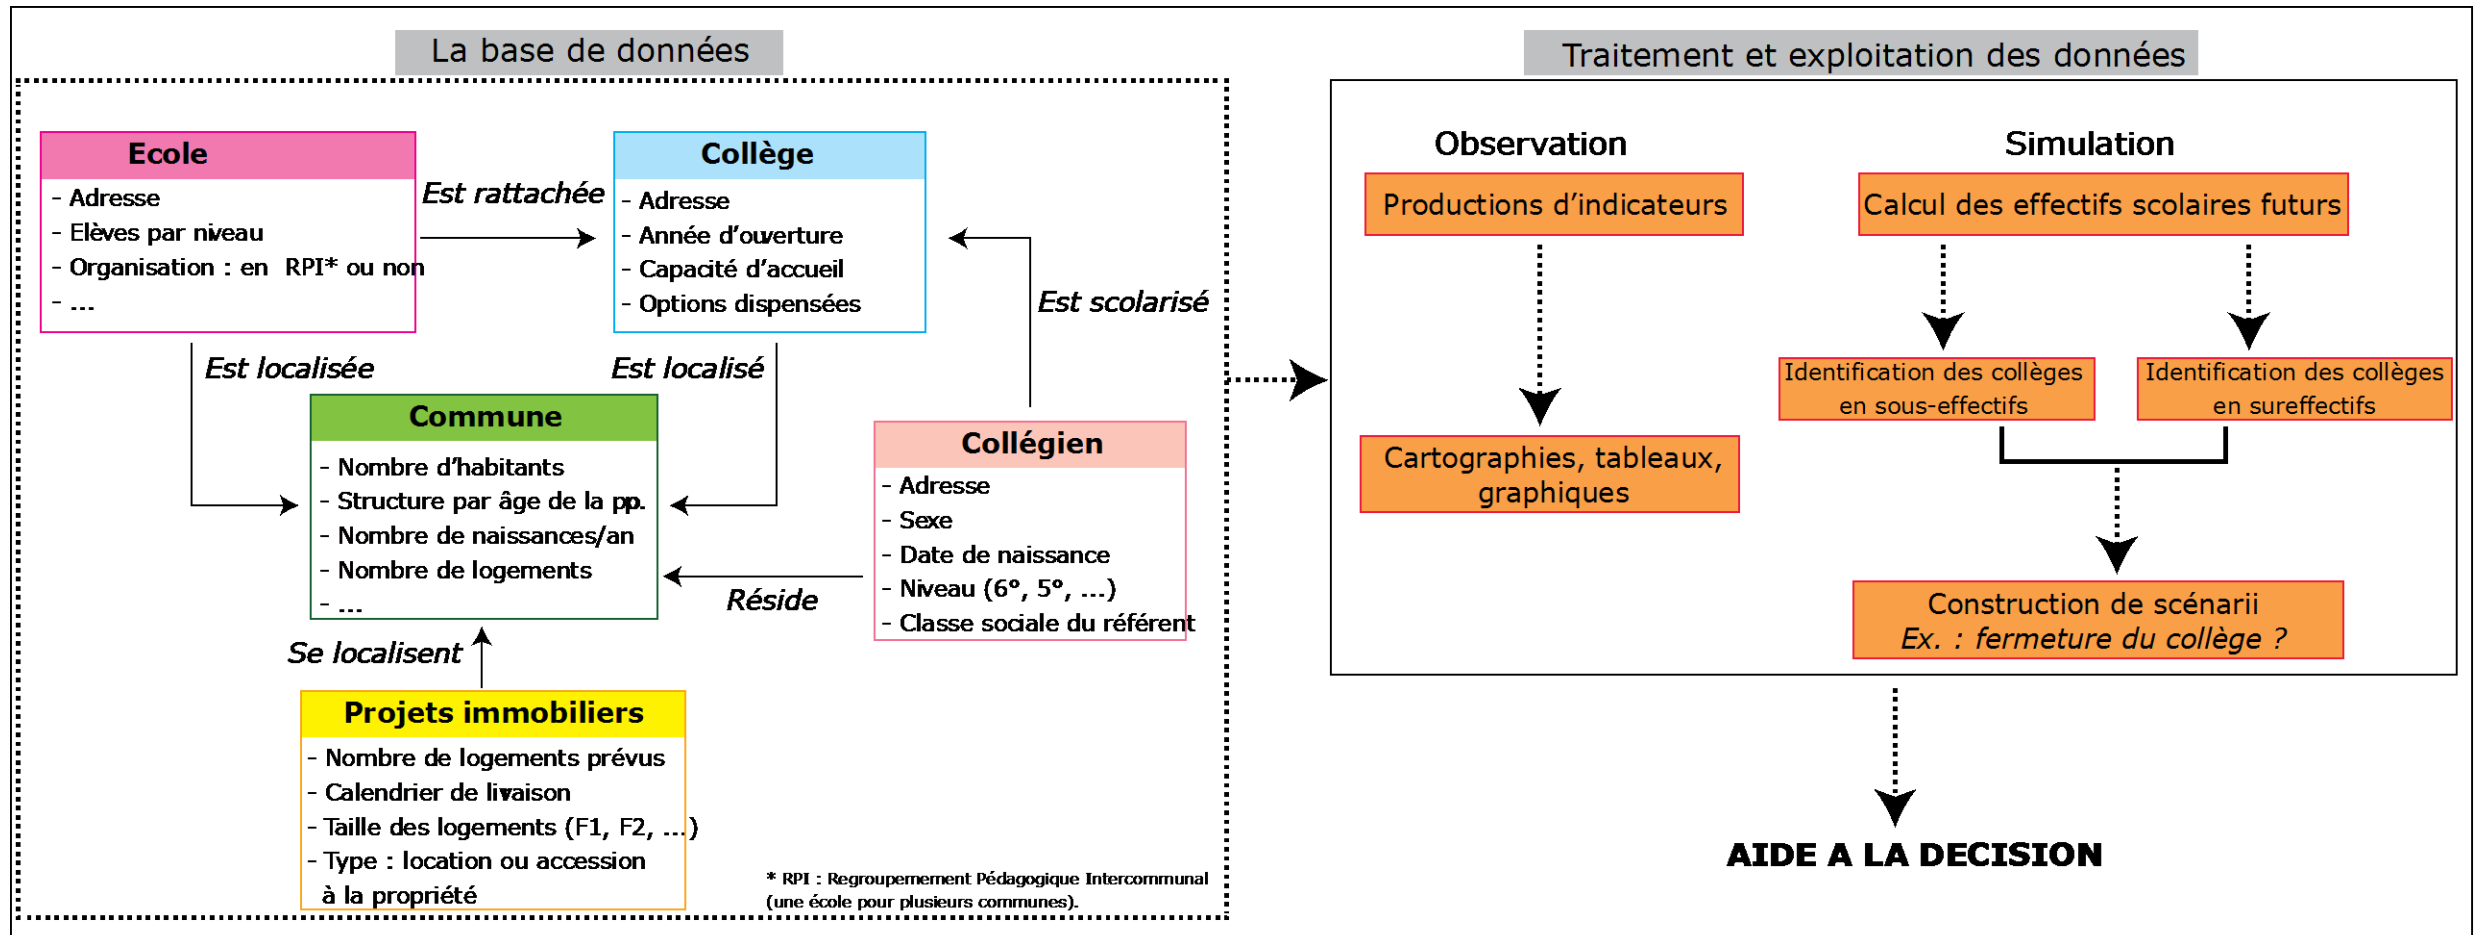 La base de données
Ecole
- Adresse
- Elèves par niveau
- Organisation : en RPI* ou non
- ...
Est rattachée
Collège
- Adresse
- Année d'ouverture
- Capacité d'accueil
- Options dispensées
Est scolarisé
Est localisée
Est localisé
Commune
- Nombre d'habitants
- Structure par âge de la pp.
- Nombre de naissances/an
- Nombre de logements
- ...
Collégien
- Adresse
- Sexe
- Date de naissance
- Niveau (6°, 5°, ...)
- Classe sociale du référent
Réside
Se localisent
Projets immobiliers
- Nombre de logements prévus
- Calendrier de livaison
- Taille des logements (F1, F2, ...)
- Type : location ou accession
à la propriété
* RPI : Regroupemement Pédagogique Intercommunal
(une école pour plusieurs communes).
Traitement et exploitation des données
Observation
Productions d'indicateurs
Cartographies, tableaux,
graphiques
Simulation
Calcul des effectifs scolaires futurs
Identification des collèges
en sous-effectifs
Identification des collèges
en sureffectifs
Construction de scénarii
Ex. : fermeture du collège ?
AIDE A LA DECISION